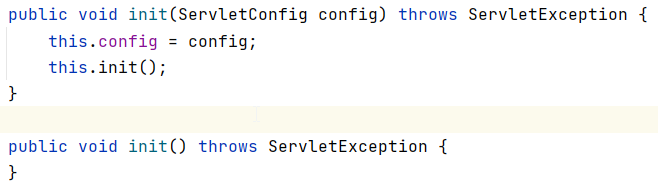 public void init(ServletConfig config) throws ServletException {
    this.config = config;
    this.init();
}
public void init() throws ServletException {
}